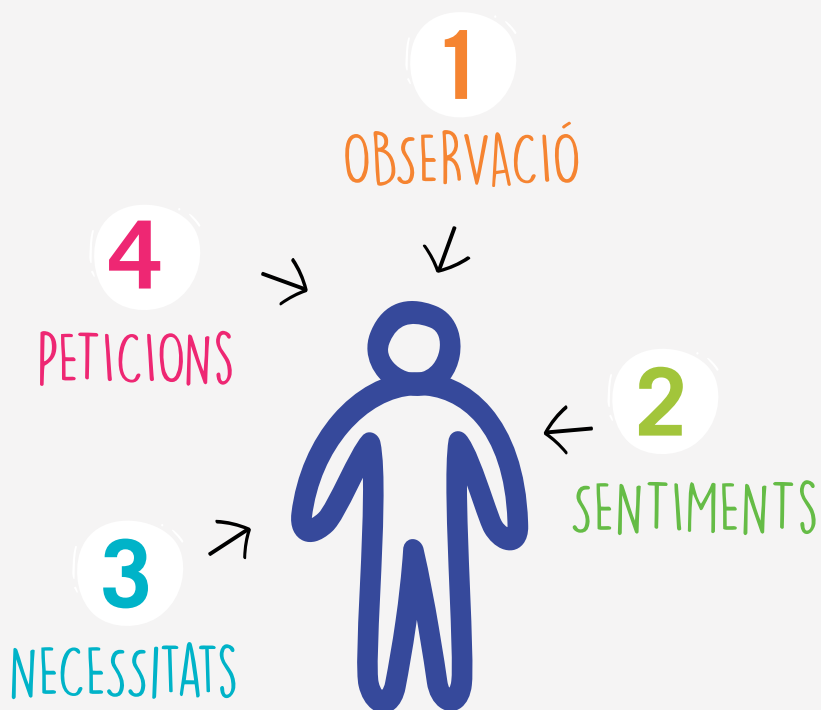 1
OBSERVACIÓ
2
SENTIMENTS
3
NECESSITATS
4
PETICIONS